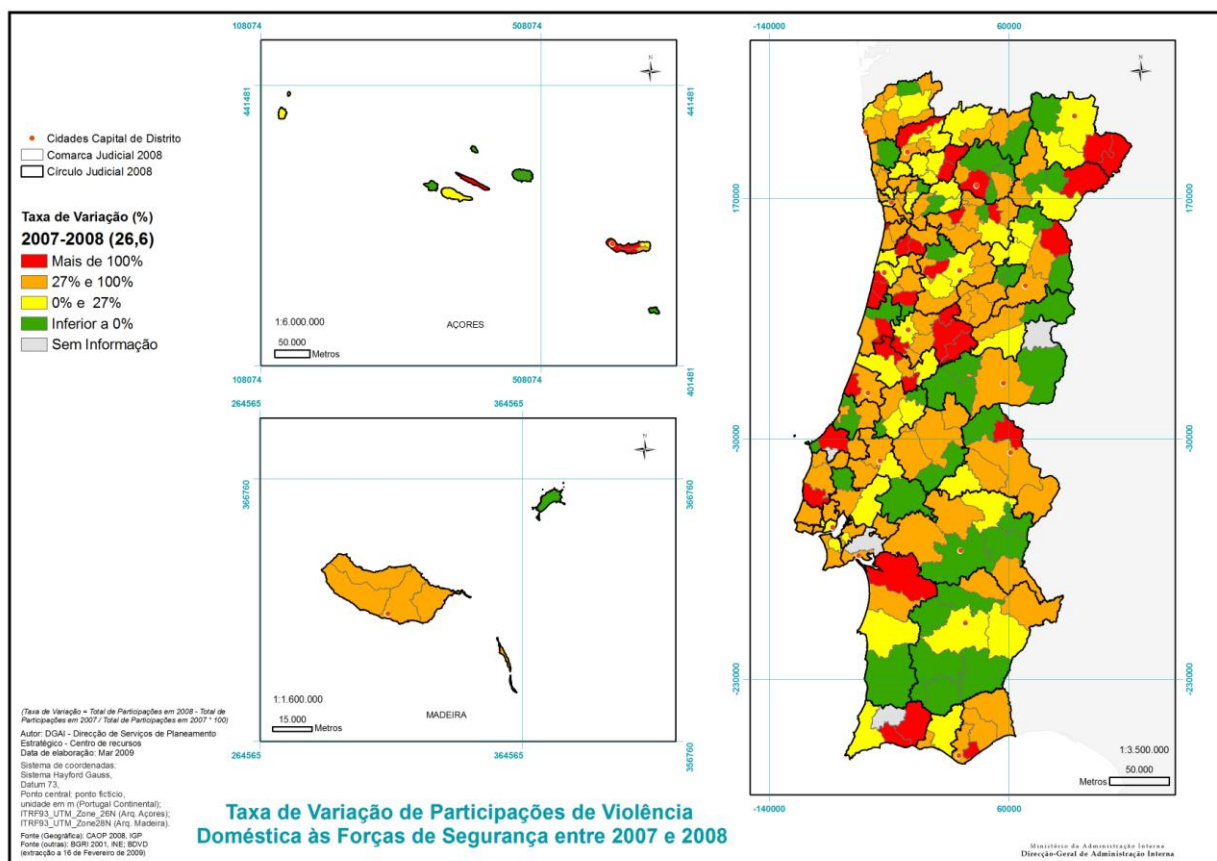 108074
508074
441481
441481
Cidades Capital de Distrito
Comarca Judicial 2008
Círculo Judicial 2008
Taxa de Variação (%)
2007-2008 (26,6)
Mais de 100%
27% e 100%
0% e 27%
Inferior a 0%
Sem Informação
N
1:6.000.000
50.000
Metros
AÇORES
108074
508074
401481
264565
364565
366760
366760
N
1:1.600.000
15.000
Metros
MADEIRA
264565
364565
356760
-140000
60000
N
170000
170000
-30000
-30000
-230000
-230000
1:3.500.000
Metros
50.000
-140000
60000
(Taxa de Variação = Total de Participações em 2008 - Total de
Participações em 2007 / Total de Participações em 2007 * 100)
Autor: DGAI - Direcção de Serviços de Planeamento
Estratégico - Centro de recursos
Data de elaboração: Mar 2009
Sistema de coordenadas:
Sistema Hayford Gauss,
Datum 73,
Ponto central: ponto fictício,
unidade em m (Portugal Continental);
ITRF93_UTM_Zone_26N (Arq. Açores);
ITRF93_UTM_Zone28N (Arq. Madeira).
Fonte (Geográfica): CAOP 2008, IGP
Fonte (outras): BGRI 2001, INE; BDVD
(extracção a 16 de Fevereiro de 2009)
Taxa de Variação de Participações de Violência
Doméstica às Forças de Segurança entre 2007 e 2008
Ministério da Administração Interna
Direcção-Geral de Administração Interna